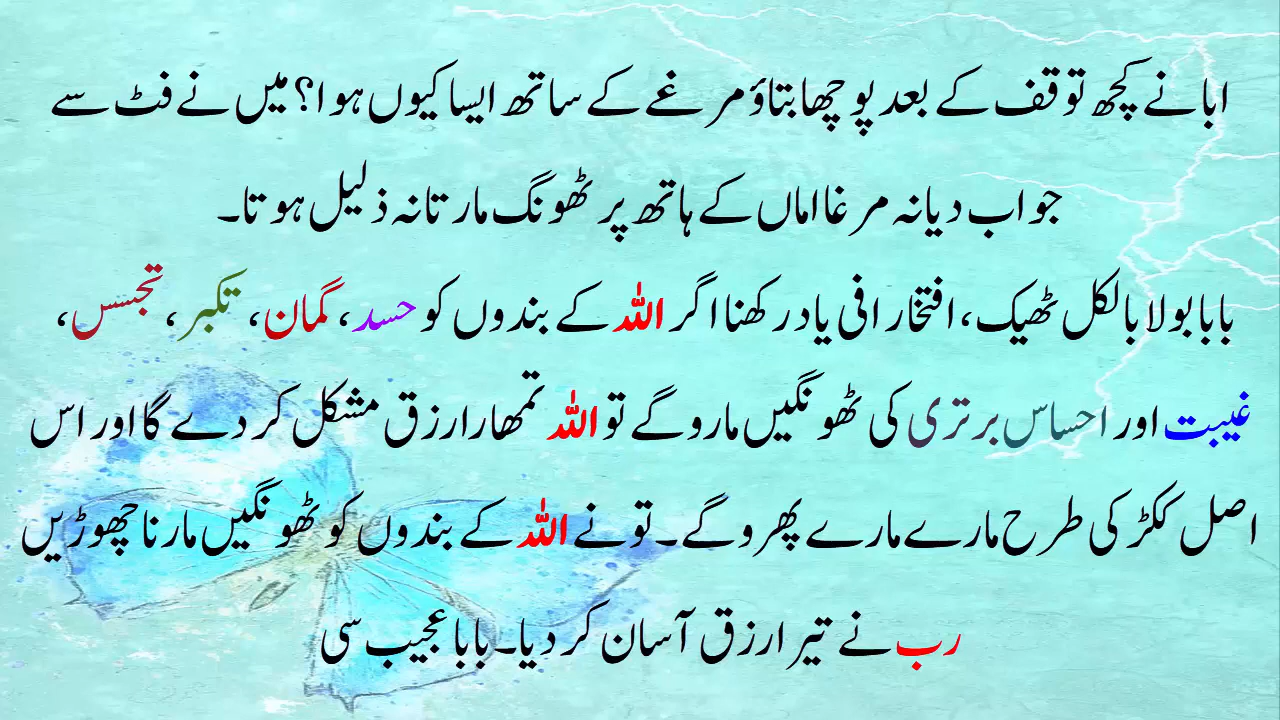 ابا نے کچھ توقف کے بعد پوچھا بتاؤ مرغے کے ساتھ ایسا کیوں ہوا؟ میں نے فٹ سے
جواب دیا نہ مرغا اماں کے ہاتھ پر ٹھونگ مارتا نہ ذلیل ہوتا۔
بابا بولا بالکل ٹھیک، افتخار افی یاد رکھنا اگر اللہ کے بندوں کو حسد، گمان، تکبر، تجسس،
غیبت اور احساس برتری کی ٹھونگیں مارو گے تو اللہ تمھارا رزق مشکل کر دے گا اور اس
اصل ککڑ کی طرح مارے مارے پھرو گے۔ تو نے اللہ کے بندوں کو ٹھونگیں مارنا چھوڑیں
رب نے تیرا رزق آسان کر دیا۔ بابا عجیب سی